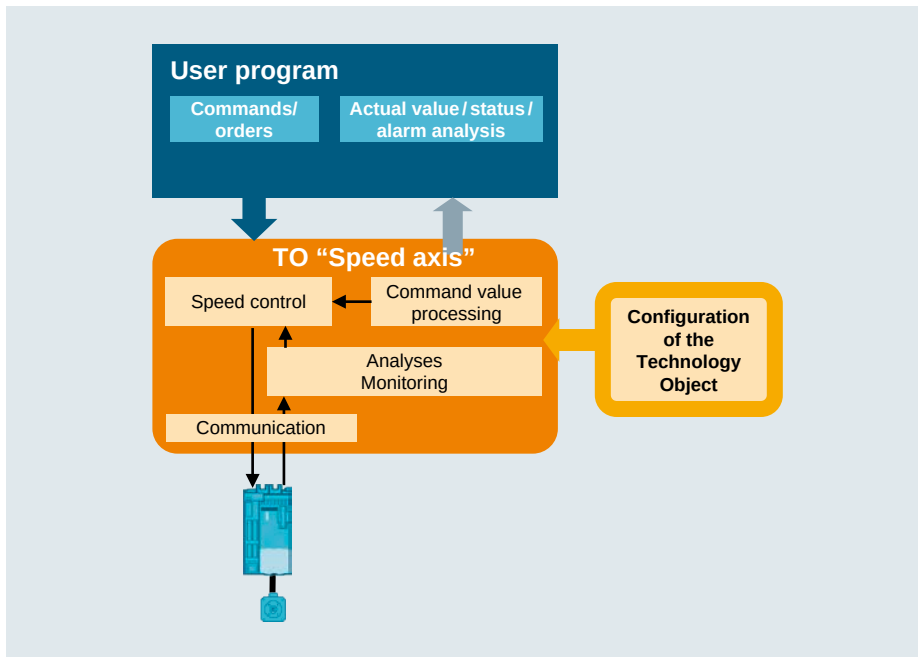 User program
Commands/
orders
Actual value / status /
alarm analysis
TO “Speed axis”
Speed control
Command value
processing
Analyses
Monitoring
Communication
Configuration
of the
Technology
Object